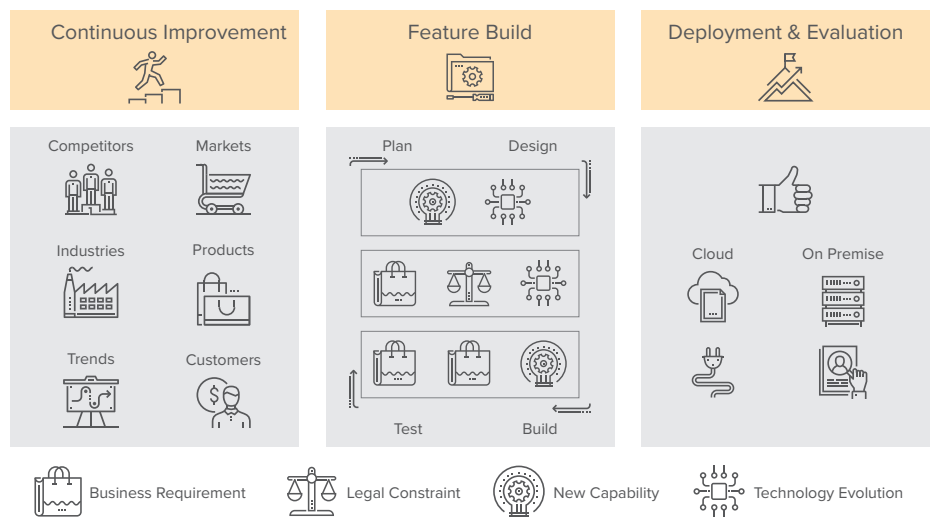 Continuous Improvement
Feature Build
Deployment & Evaluation
Competitors
Markets
Industries
Products
Trends
Customers
$
Plan
Design
Test
Build
Cloud
On Premise
Business Requirement
Legal Constraint
New Capability
Technology Evolution